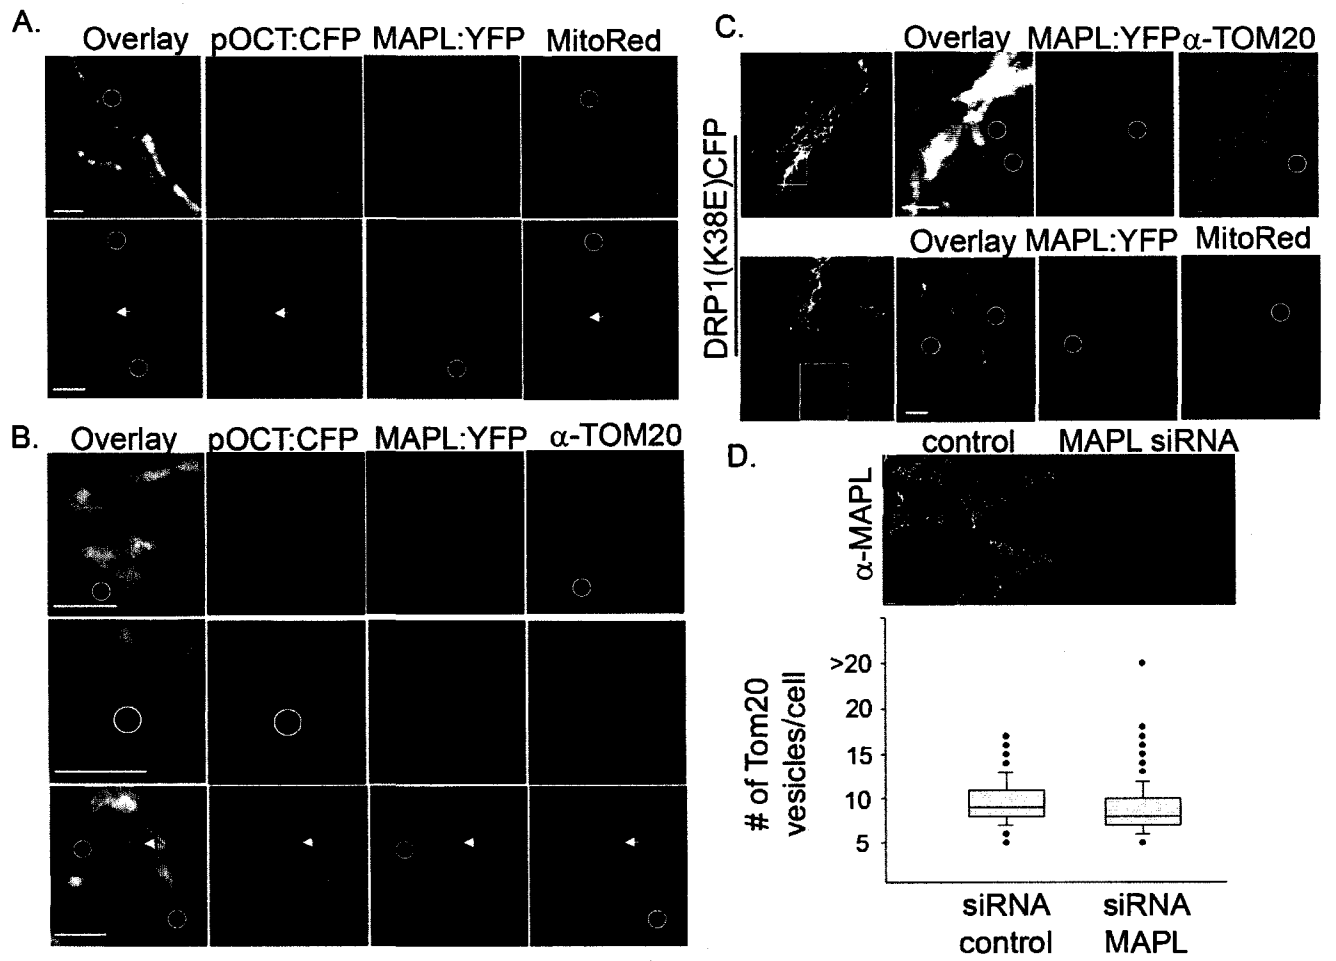 A.
Overlay pOCT:CFP MAPL:YFP MitoRed
B.
Overlay pOCT:CFP MAPL:YFP α-TOM20
C.
Overlay MAPL:YFP α-TOM20
DRP1(K38E)CFP
Overlay MAPL:YFP MitoRed
D.
control MAPL siRNA
α-MAPL
# of Tom20
vesicles/cell
>20
20
15
10
5
siRNA
control
siRNA
MAPL